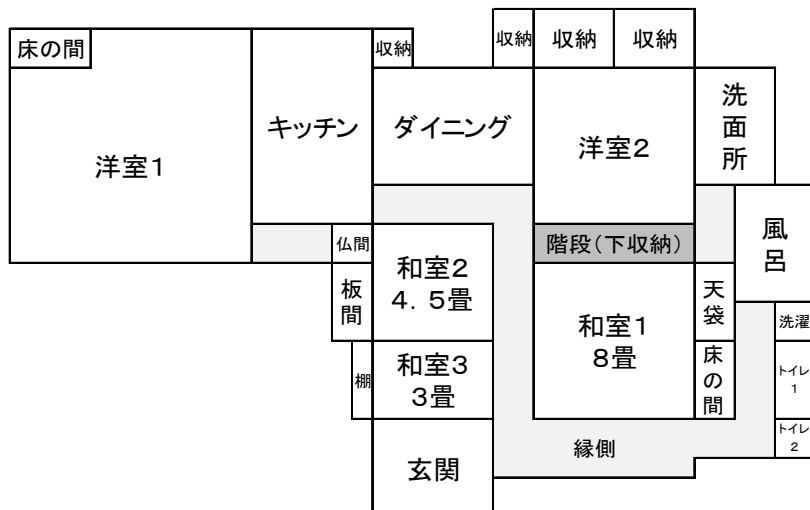 床の間
収納
収納
収納
収納
洋室1
キッチン
ダイニング
洋室2
洗面所
仏間
階段(下収納)
風呂
和室2
4.5畳
板間
和室1
8畳
天袋
洗濯
棚
和室3
3畳
床の間
トイレ
1
トイレ
2
玄関
縁側